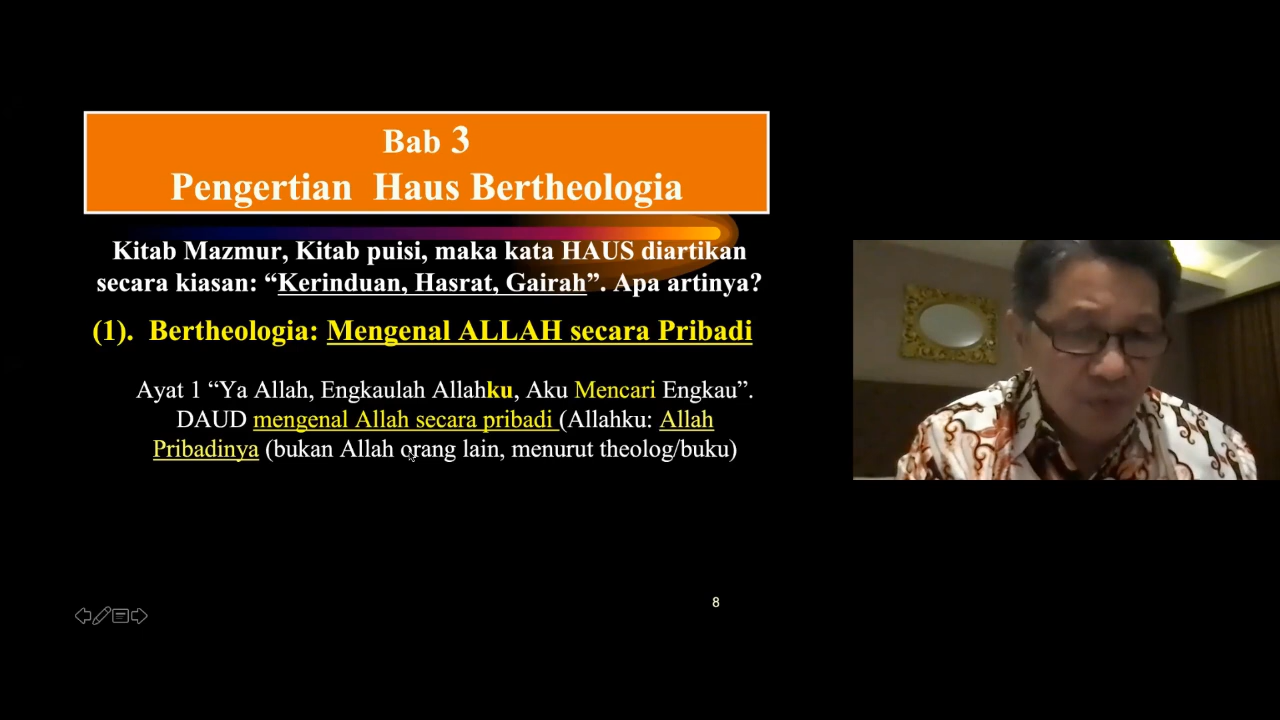 Bab 3
Pengertian Haus Bertheologia
Kitab Mazmur, Kitab puisi, maka kata HAUS diartikan
secara kiasan: “Kerinduan, Hasrat, Gairah”. Apa artinya?
(1). Bertheologia: Mengenal ALLAH secara Pribadi
Ayat 1 “Ya Allah, Engkaulah Allahku, Aku Mencari Engkau”.
DAUD mengenal Allah secara pribadi (Allahku: Allah
Pribadinya (bukan Allah orang lain, menurut theolog/buku)
8